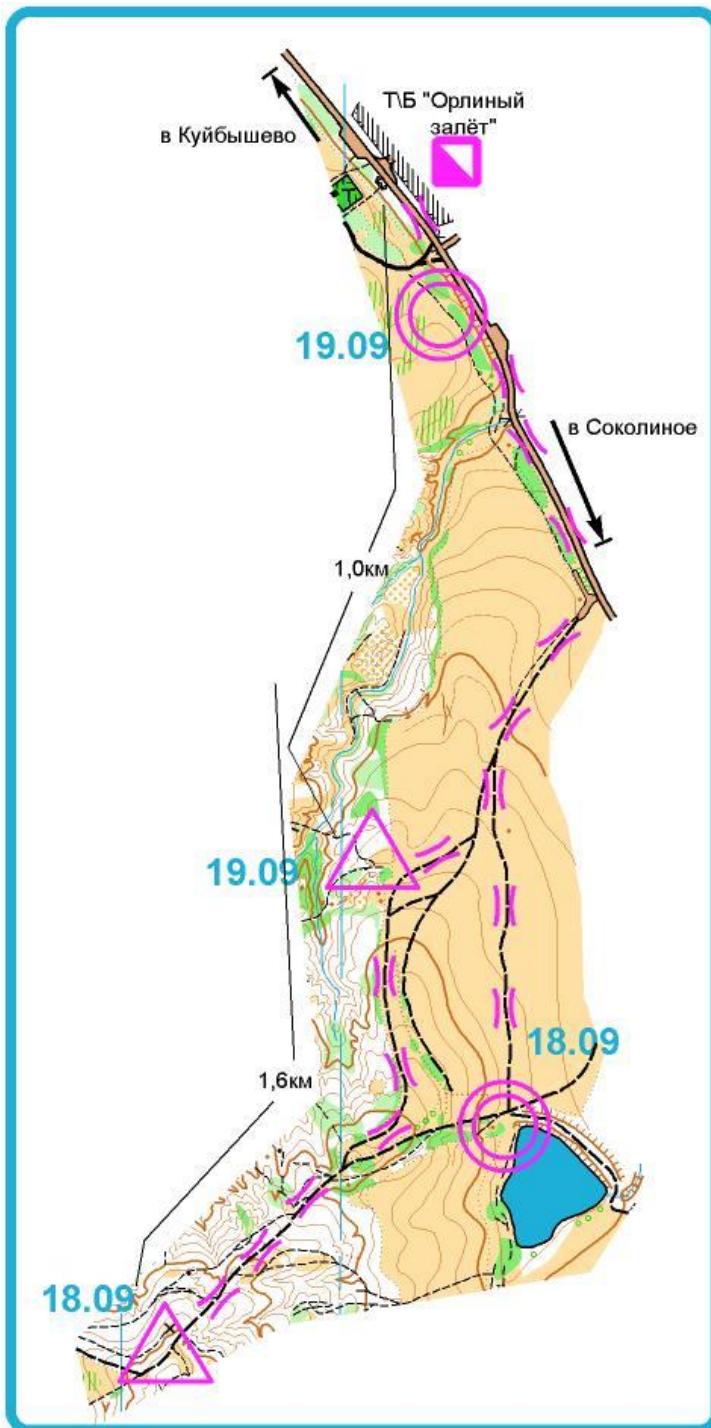 Т\Б "Орлиный
залёт"
в Куйбышево
19.09
в Соколиное
1,0км
19.09
18.09
1,6км
18.09